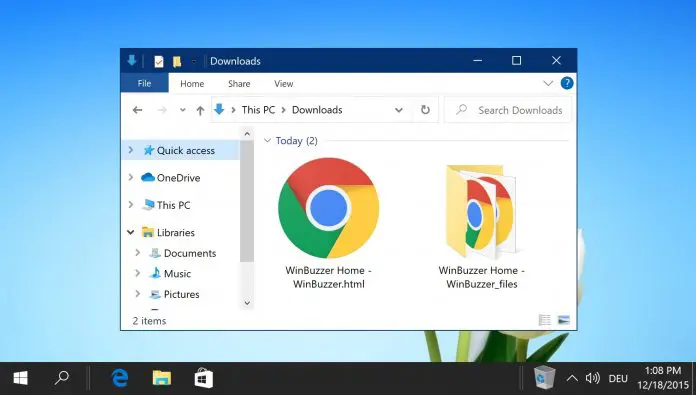 Downloads
File
Home
Share
View
This PC
Downloads
Search Downloads
Quick access
OneDrive
This PC
Libraries
Documents
Music
Pictures
Today (2)
WinBuzzer Home -
WinBuzzer.html
WinBuzzer Home -
WinBuzzer_files
2 items
DEU
1:08 PM
12/18/2015